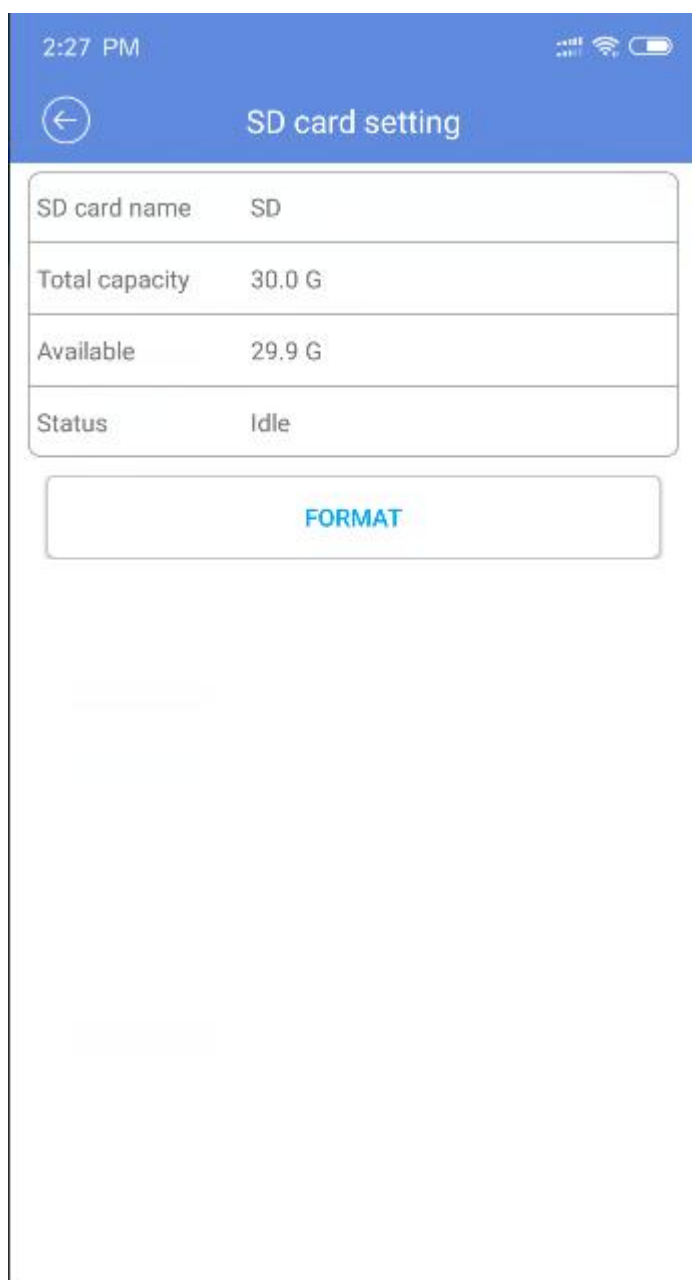 2:27 PM
SD card setting
SD card name SD
Total capacity 30.0 G
Available 29.9 G
Status Idle
FORMAT